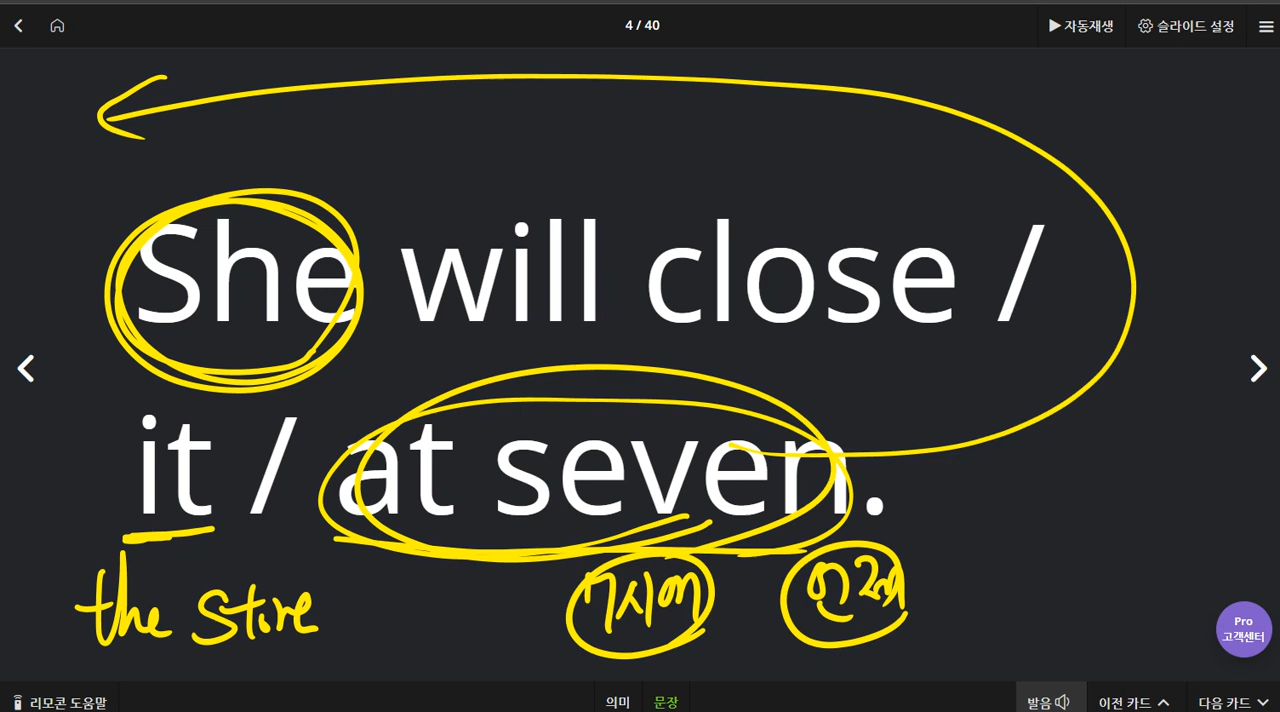 4 / 40
자동재생
슬라이드 설정
She will close /
it / at seven.
the store
7시에
언제
Pro
고객센터
리모콘 도움말
의미
문장
발음
이전 카드
다음 카드